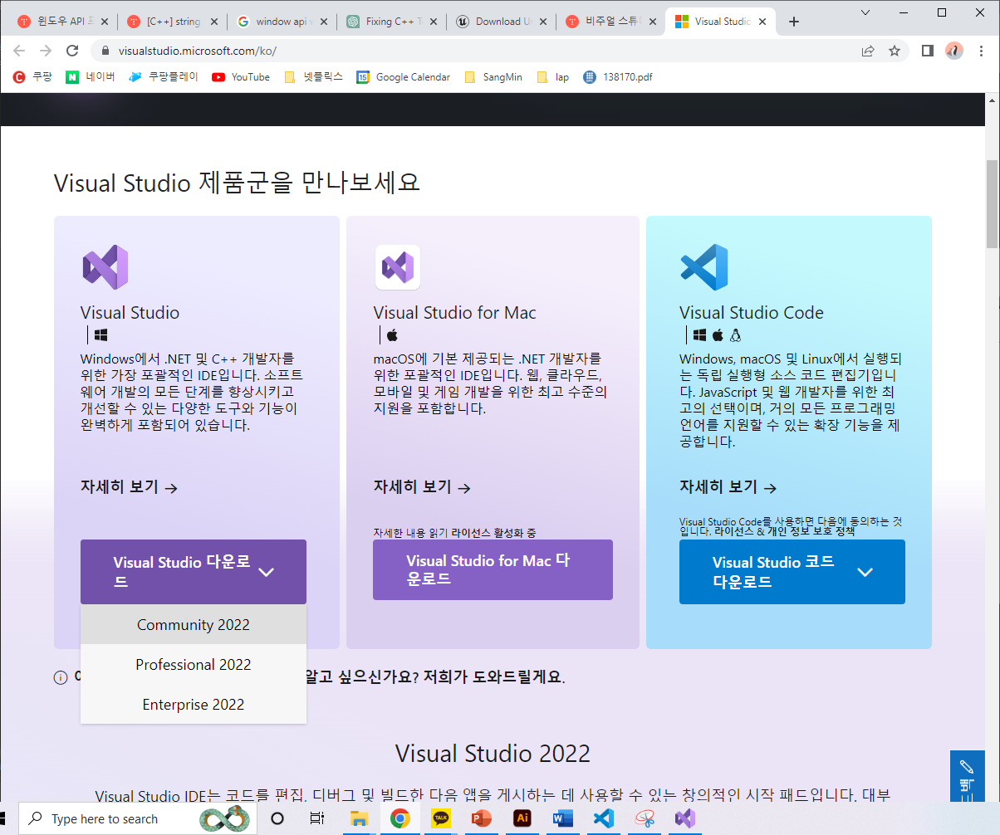 윈도우 API 프
[C++] string
window api w
Fixing C++ T
Download U
비주얼 스튜디
Visual Studio
visualstudio.microsoft.com/ko/
쿠팡
네이버
쿠팡플레이
YouTube
넷플릭스
Google Calendar
SangMin
lap
138170.pdf
Visual Studio 제품군을 만나보세요
Visual Studio
Windows에서 .NET 및 C++ 개발자를
위한 가장 포괄적인 IDE입니다. 소프트
웨어 개발의 모든 단계를 향상시키고
개선할 수 있는 다양한 도구와 기능이
완벽하게 포함되어 있습니다.
자세히 보기 →
Visual Studio 다운로
드
Community 2022
Professional 2022
Enterprise 2022
Visual Studio for Mac
macOS에 기본 제공되는 .NET 개발자를
위한 포괄적인 IDE입니다. 웹, 클라우드,
모바일 및 게임 개발을 위한 최고 수준의
지원을 포함합니다.
자세히 보기 →
자세한 내용 읽기 라이선스 활성화 중
Visual Studio for Mac 다
운로드
Visual Studio Code
Windows, macOS 및 Linux에서 실행되
는 독립 실행형 소스 코드 편집기입니
다. JavaScript 및 웹 개발자를 위한 최
고의 선택이며, 거의 모든 프로그래밍
언어를 지원할 수 있는 확장 기능을 제
공합니다.
자세히 보기 →
Visual Studio Code를 사용하면 다음에 동의하는 것
입니다. 라이선스 & 개인 정보 보호 정책
Visual Studio 코드
다운로드
알고 싶으신가요? 저희가 도와드릴게요.
Visual Studio 2022
Visual Studio IDE는 코드를 편집, 디버그 및 빌드한 다음 앱을 게시하는 데 사용할 수 있는 창의적인 시작 패드입니다. 대부
Type here to search
TALK
P
Ai
W